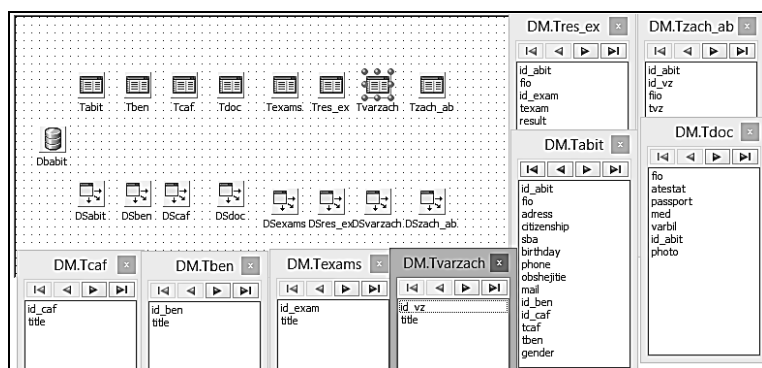 DM.Tres_ex
id_abit
fio
id_exam
texam
result
DM.Tzach_ab
id_abit
id_vz
fiio
tvz
Tabit Tben Tcaf. Tdoc Texams. Tres_ex Tvarzach Tzach_ab
Dbabit
DSabit DSben DScaf DSdoc DSexams DSres_ex DSvarzach DSzach_ab
DM.Tabit
id_abit
fio
adress
citizenship
sba
birthday
phone
obshejitie
mail
id_ben
id_caf
tcaf
tben
gender
DM.Tdoc
fio
atestat
passport
med
varbil
id_abit
photo
DM.Tcaf
id_caf
title
DM.Tben
id_ben
title
DM.Texams
id_exam
title
DM.Tvarzach
id_vz
title